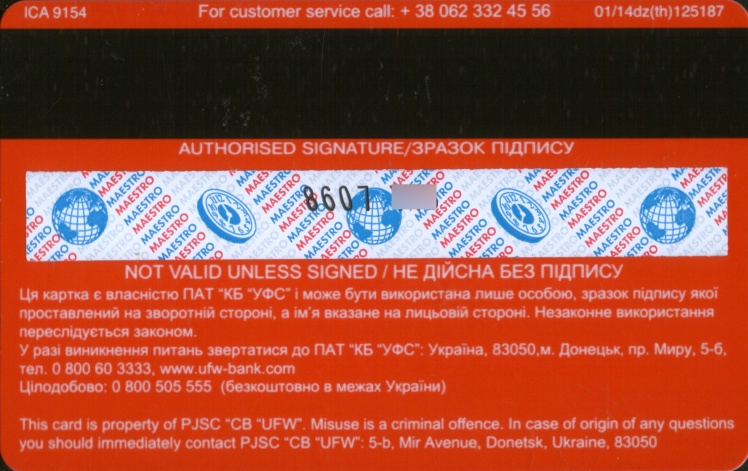 ICA 9154 For customer service call: + 38 062 332 45 56 01/14dz(th)125187
AUTHORISED SIGNATURE/ЗРАЗОК ПІДПИСУ
MAESTRO MAESTRO MAESTRO MAESTRO
8607
NOT VALID UNLESS SIGNED / НЕ ДІЙСНА БЕЗ ПІДПИСУ
Ця картка є власністю ПАТ "КБ "УФС" і може бути використана лише особою, зразок підпису якої
проставлений на зворотній стороні, а ім'я вказане на лицьовій стороні. Незаконне використання
переслідується законом.
У разі виникнення питань звертатися до ПАТ "КБ "УФС": Україна, 83050,м. Донецьк, пр. Миру, 5-б,
тел. 0 800 60 3333, www.ufw-bank.com
Цілодобово: 0 800 505 555 (безкоштовно в межах України)
This card is property of PJSC "CB "UFW". Misuse is a criminal offence. In case of origin of any questions
you should immediately contact PJSC "CB "UFW": 5-b, Mir Avenue, Donetsk, Ukraine, 83050